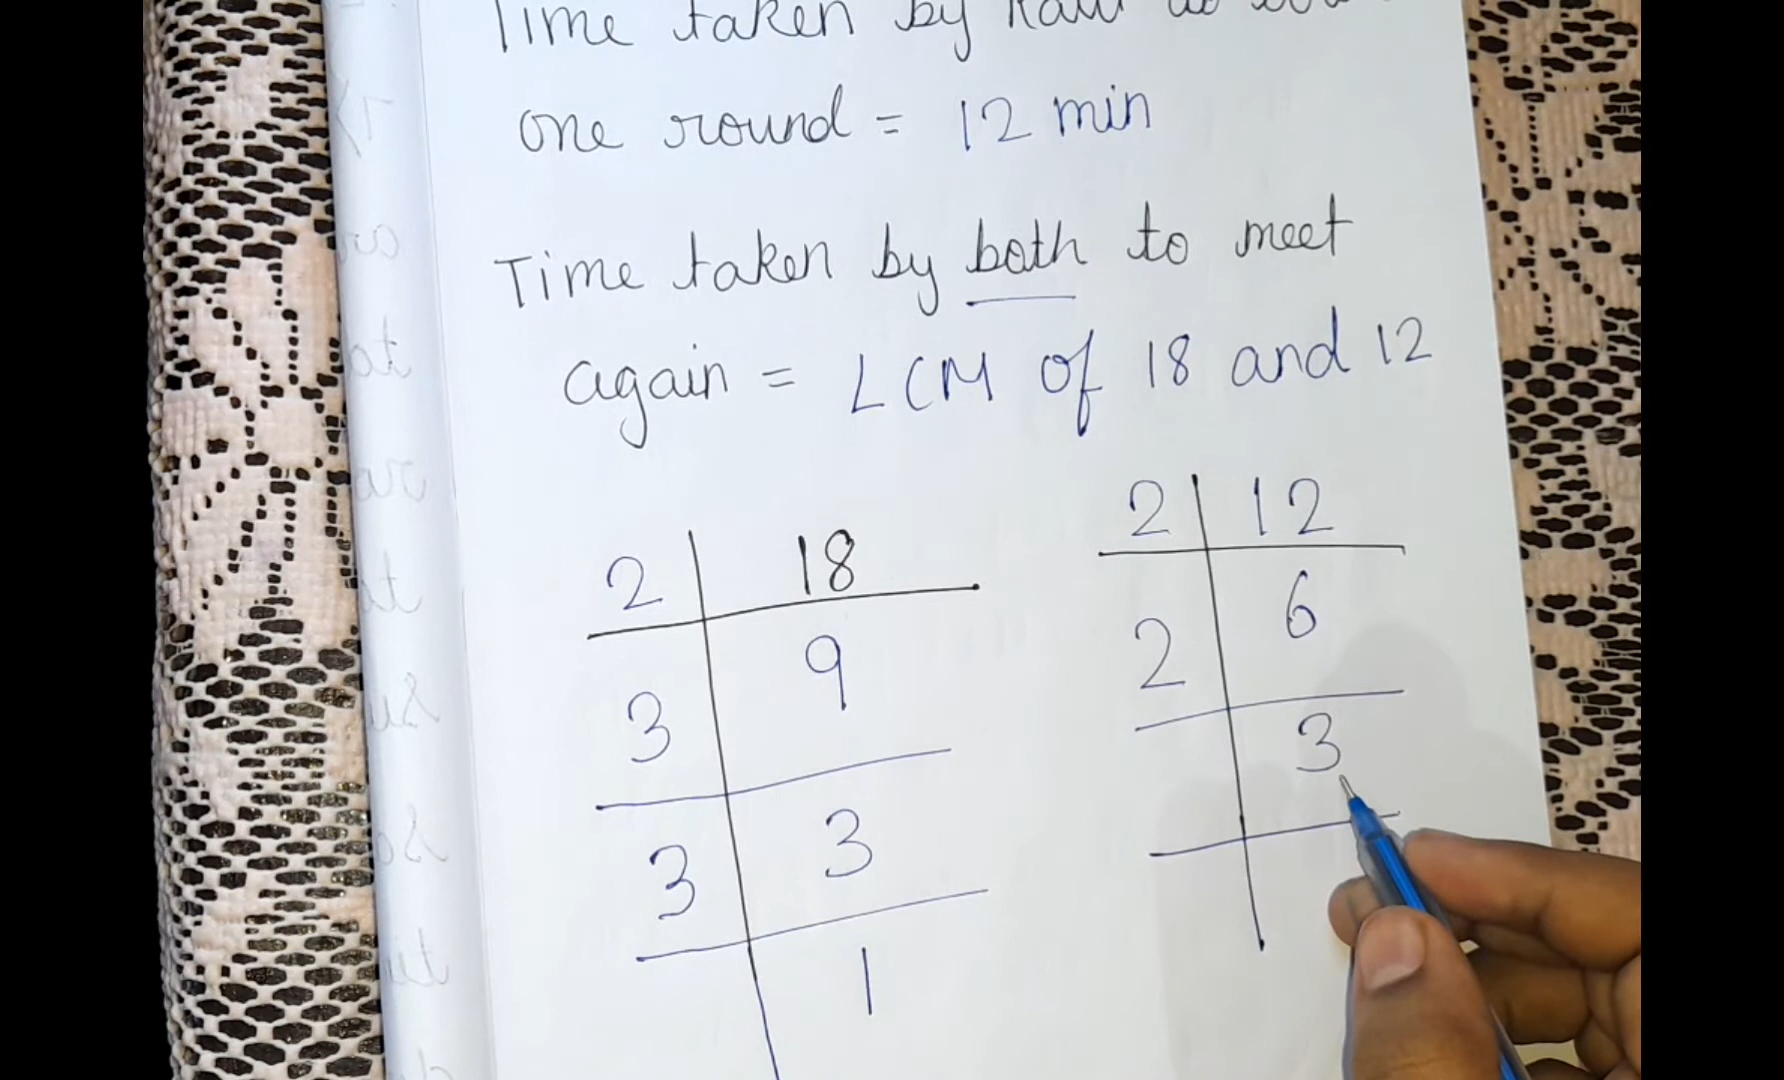 Time taken by
one round = 12 min
Time taken by both to meet
again = LCM of 18 and 12
2 | 18
3 | 9
3 | 3
1
2 | 12
2 | 6
3